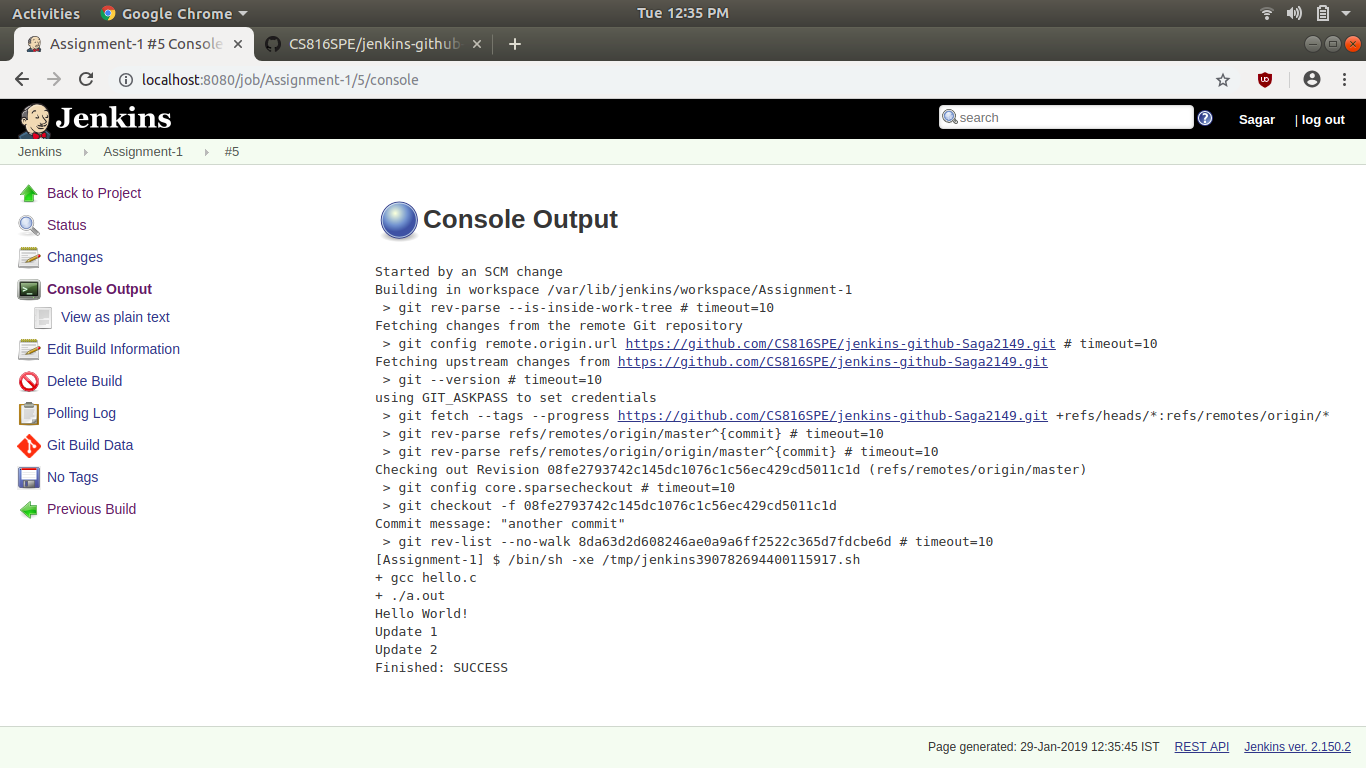 Activities Google Chrome Tue 12:35 PM
Assignment-1 #5 Console CS816SPE/jenkins-github
localhost:8080/job/Assignment-1/5/console
Jenkins search Sagar | log out
Jenkins Assignment-1 #5
Back to Project
Status
Changes
Console Output
View as plain text
Edit Build Information
Delete Build
Polling Log
Git Build Data
No Tags
Previous Build
Console Output
Started by an SCM change
Building in workspace /var/lib/jenkins/workspace/Assignment-1
> git rev-parse --is-inside-work-tree # timeout=10
Fetching changes from the remote Git repository
> git config remote.origin.url https://github.com/CS816SPE/jenkins-github-Saga2149.git # timeout=10
Fetching upstream changes from https://github.com/CS816SPE/jenkins-github-Saga2149.git
> git --version # timeout=10
using GIT_ASKPASS to set credentials
> git fetch --tags --progress https://github.com/CS816SPE/jenkins-github-Saga2149.git +refs/heads/*:refs/remotes/origin/*
> git rev-parse refs/remotes/origin/master^{commit} # timeout=10
> git rev-parse refs/remotes/origin/origin/master^{commit} # timeout=10
Checking out Revision 08fe2793742c145dc1076c1c56ec429cd5011c1d (refs/remotes/origin/master)
> git config core.sparsecheckout # timeout=10
> git checkout -f 08fe2793742c145dc1076c1c56ec429cd5011c1d
Commit message: "another commit"
> git rev-list --no-walk 8da63d2d608246ae0a9a6ff2522c365d7fdcbe6d # timeout=10
[Assignment-1] $ /bin/sh -xe /tmp/jenkins390782694400115917.sh
+ gcc hello.c
+ ./a.out
Hello World!
Update 1
Update 2
Finished: SUCCESS
Page generated: 29-Jan-2019 12:35:45 IST REST API Jenkins ver. 2.150.2